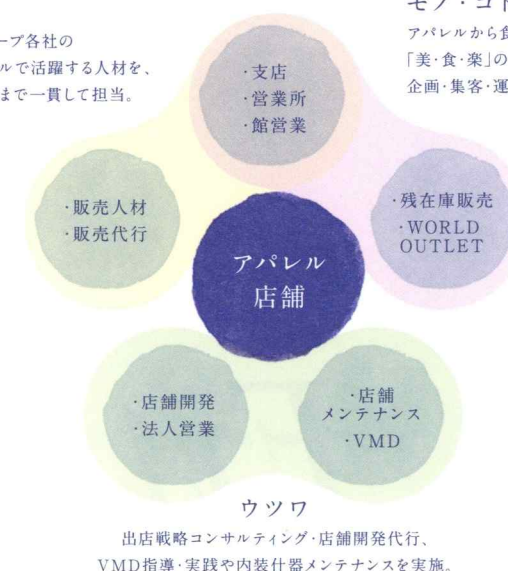 ープ各社の
ルで活躍する人材を、
まで一貫して担当。
モノ・コト
アパレルから食
「美・食・楽」の
企画・集客・運
・支店
・営業所
・館営業
・販売人材
・販売代行
・残在庫販売
・WORLD
OUTLET
アパレル
店舗
・店舗開発
・法人営業
・店舗
メンテナンス
・VMD
ウツワ
出店戦略コンサルティング・店舗開発代行、
VMD指導・実践や内装什器メンテナンスを実施。